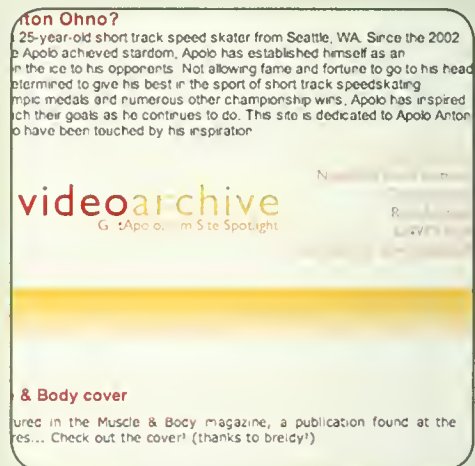 ton Ohno?
25-year-old short track speed skater from Seattle, WA. Since the 2002
Apolo achieved stardom, Apolo has established himself as an
the ice to his opponents. Not allowing fame and fortune to go to his head
etermined to give his best in the sport of short track speedskating
mpic medals and numerous other championship wins, Apolo has inspired
ch their goals as he continues to do. This site is dedicated to Apolo Anton
o have been touched by his inspiration
videoarchive
Site Spotlight
& Body cover
ured in the Muscle & Body magazine, a publication found at the
res... Check out the cover! (thanks to breidy!)